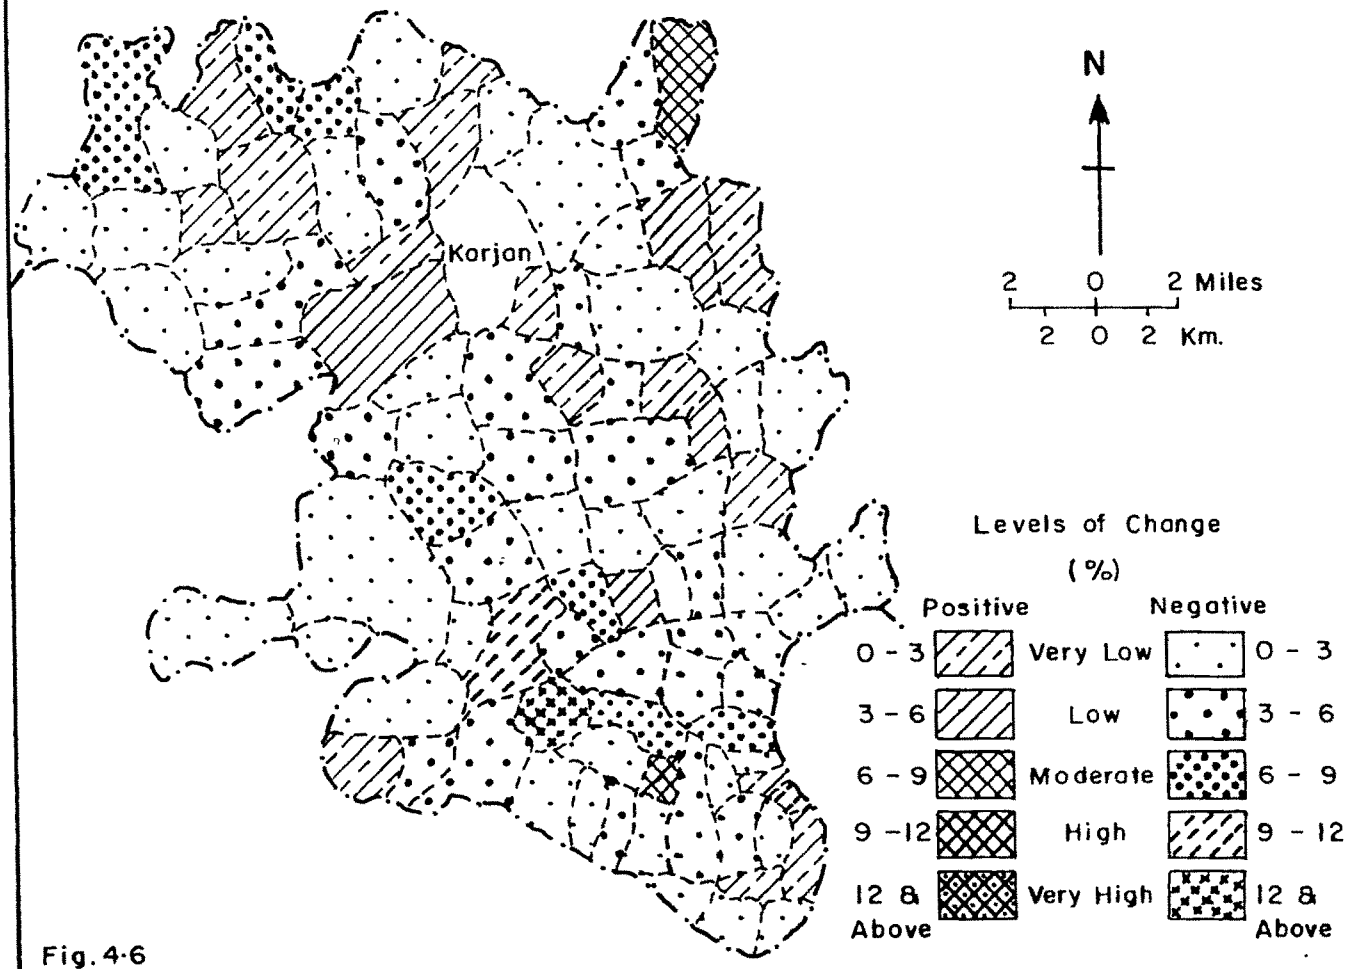 N
2 0 2 Miles
2 0 2 Km.
Karjan
Levels of Change
(%)
Positive Negative
0 - 3 Very Low 0 - 3
3 - 6 Low 3 - 6
6 - 9 Moderate 6 - 9
9 - 12 High 9 - 12
12 & Above Very High 12 & Above
Fig. 4.6